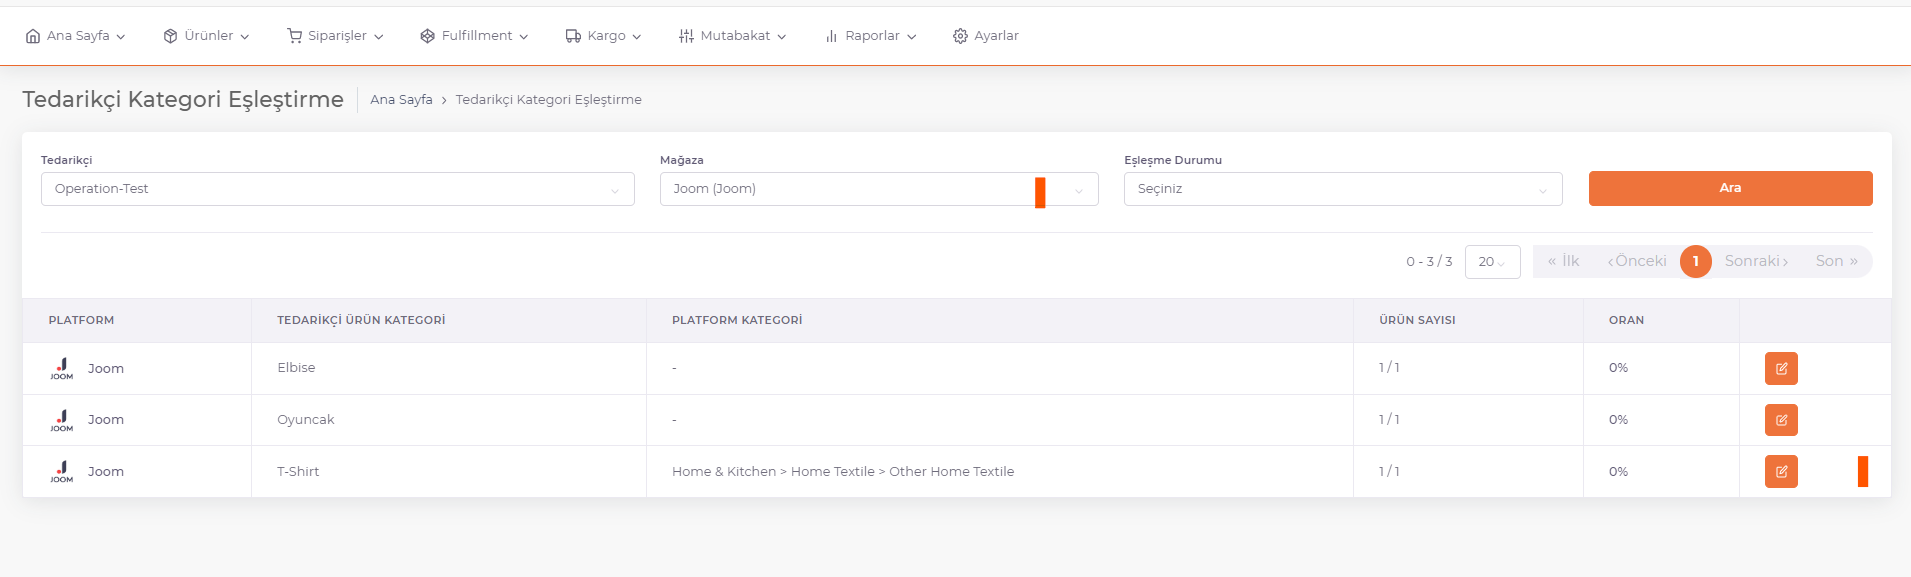 Ana Sayfa Ürünler Siparişler Fulfillment Kargo Mutabakat Raporlar Ayarlar
Tedarikçi Kategori Eşleştirme Ana Sayfa > Tedarikçi Kategori Eşleştirme
Tedarikçi Mağaza Eşleşme Durumu
Operation-Test Joom (Joom) Seçiniz Ara
0 - 3 / 3 20 « İlk ‹ Önceki 1 Sonraki › Son »
PLATFORM TEDARİKÇİ ÜRÜN KATEGORİ PLATFORM KATEGORİ ÜRÜN SAYISI ORAN
JOOM Joom Elbise - 1 / 1 0%
JOOM Joom Oyuncak - 1 / 1 0%
JOOM Joom T-Shirt Home & Kitchen > Home Textile > Other Home Textile 1 / 1 0%